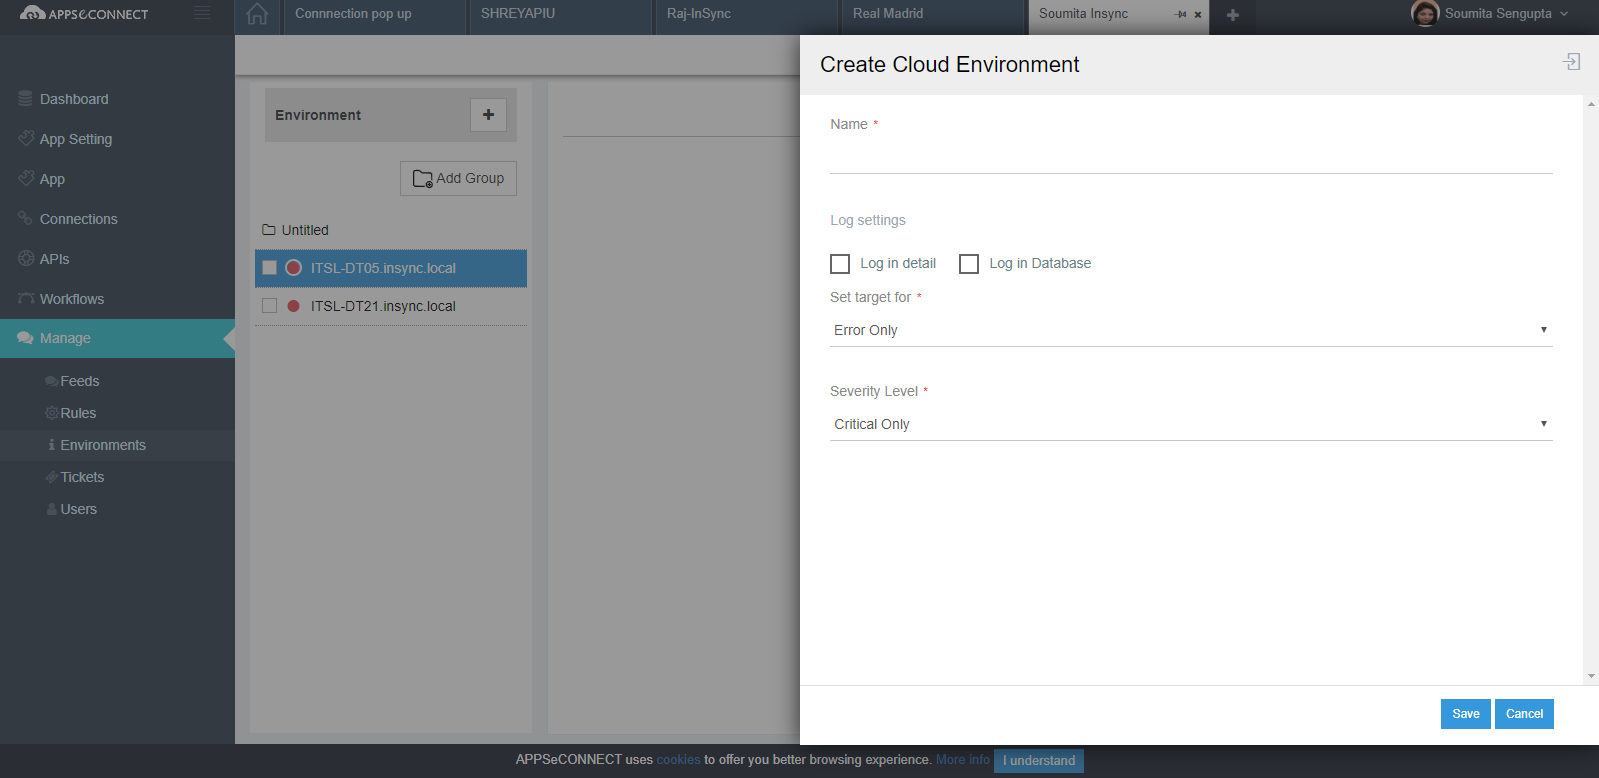 APPSeCONNECT
Connnection pop up
SHREYAPIU
Raj-InSync
Real Madrid
Soumita Insync
Soumita Sengupta
Dashboard
App Setting
App
Connections
APIs
Workflows
Manage
Feeds
Rules
Environments
Tickets
Users
Environment
+
Add Group
Untitled
ITSL-DT05.insync.local
ITSL-DT21.insync.local
Create Cloud Environment
Name *
Log settings
Log in detail Log in Database
Set target for *
Error Only
Severity Level *
Critical Only
Save Cancel
APPSeCONNECT uses cookies to offer you better browsing experience. More info I understand